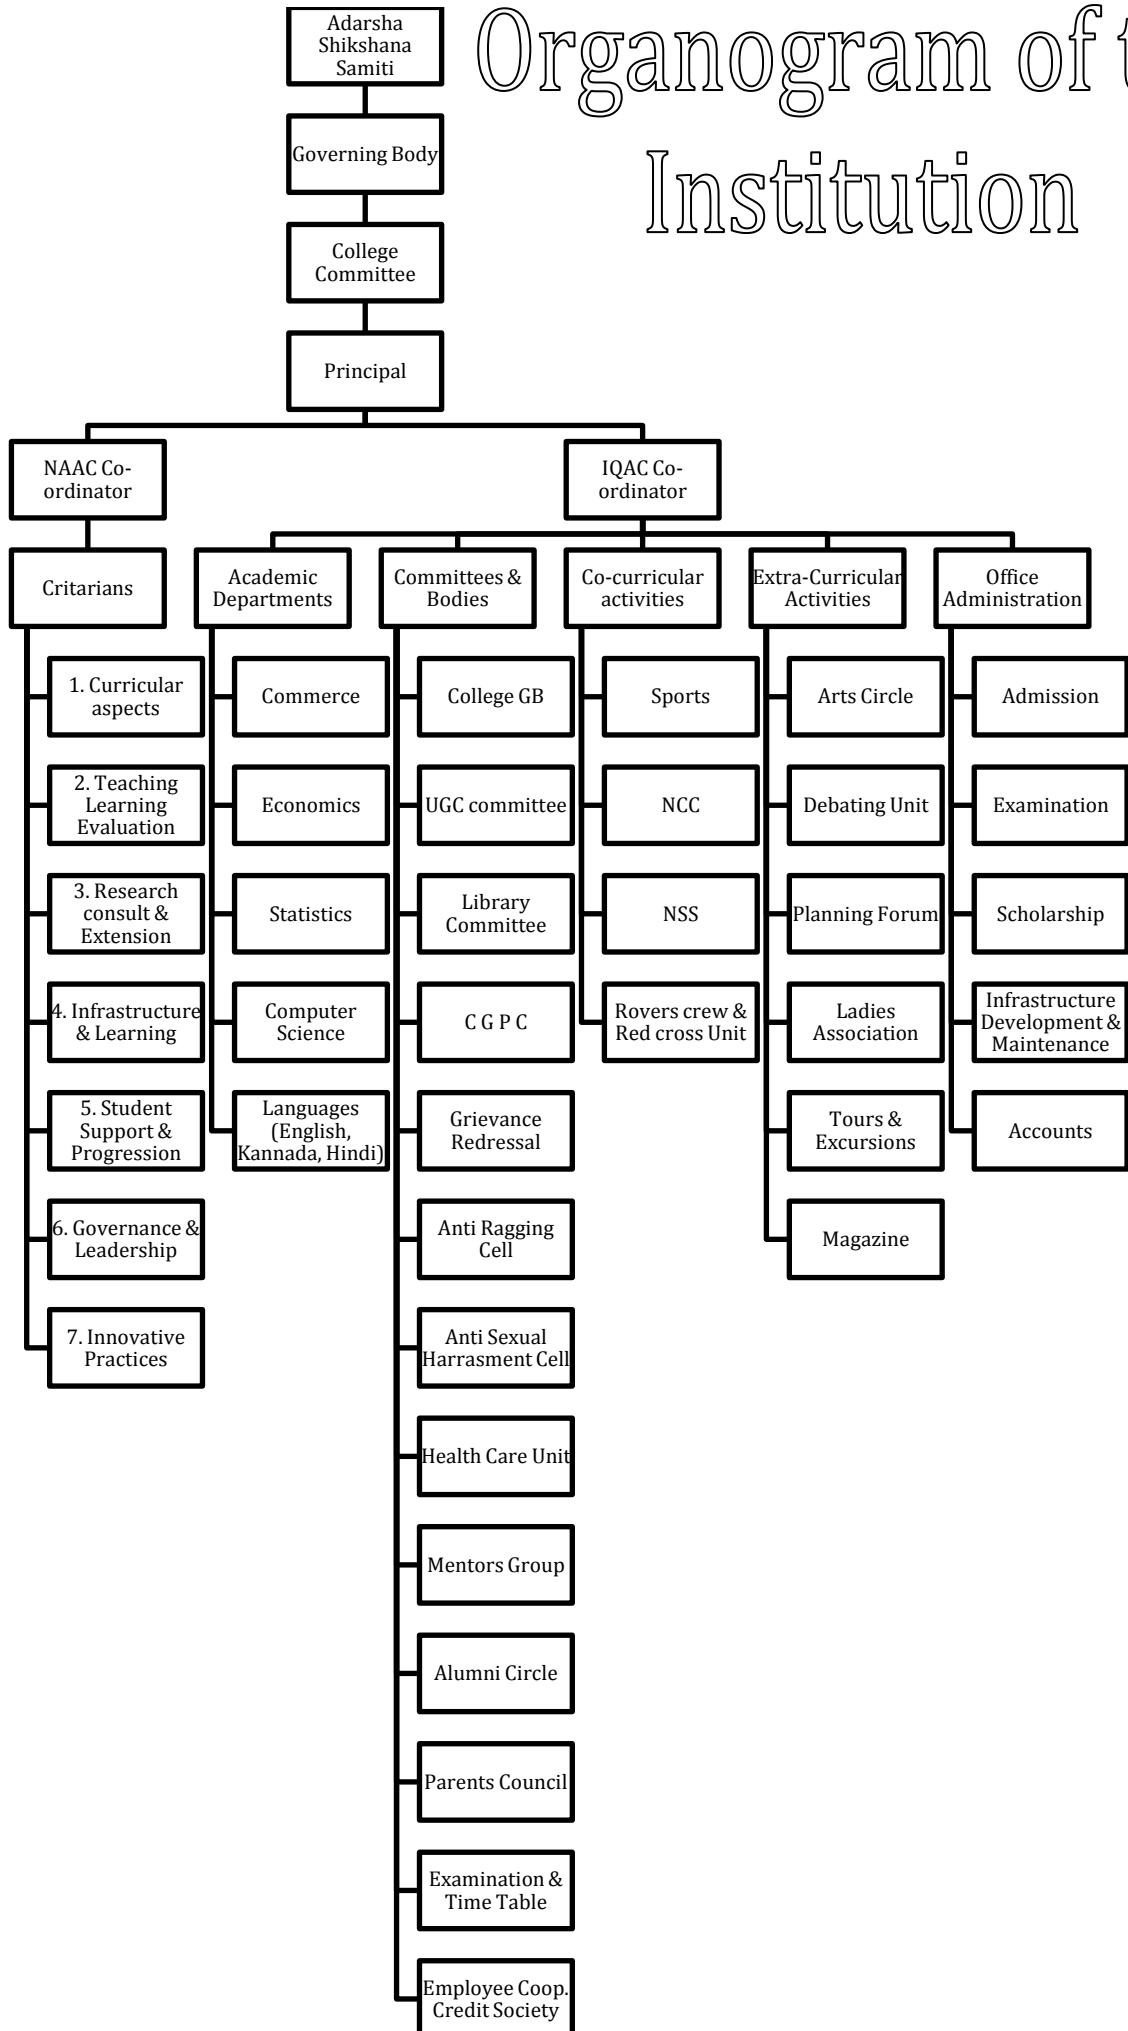 Organogram of t
Institution
Adarsha
Shikshana
Samiti
Governing Body
College
Committee
Principal
NAAC Co-
ordinator
IQAC Co-
ordinator
Critarians
1. Curricular
aspects
2. Teaching
Learning
Evaluation
3. Research
consult &
Extension
4. Infrastructure
& Learning
5. Student
Support &
Progression
6. Governance &
Leadership
7. Innovative
Practices
Academic
Departments
Commerce
Economics
Statistics
Computer
Science
Languages
(English,
Kannada, Hindi)
Committees &
Bodies
College GB
UGC committee
Library
Committee
C G P C
Grievance
Redressal
Anti Ragging
Cell
Anti Sexual
Harrasment Cell
Health Care Unit
Mentors Group
Alumni Circle
Parents Council
Examination &
Time Table
Employee Coop.
Credit Society
Co-curricular
activities
Sports
NCC
NSS
Rovers crew &
Red cross Unit
Extra-Curricular
Activities
Arts Circle
Debating Unit
Planning Forum
Ladies
Association
Tours &
Excursions
Magazine
Office
Administration
Admission
Examination
Scholarship
Infrastructure
Development &
Maintenance
Accounts